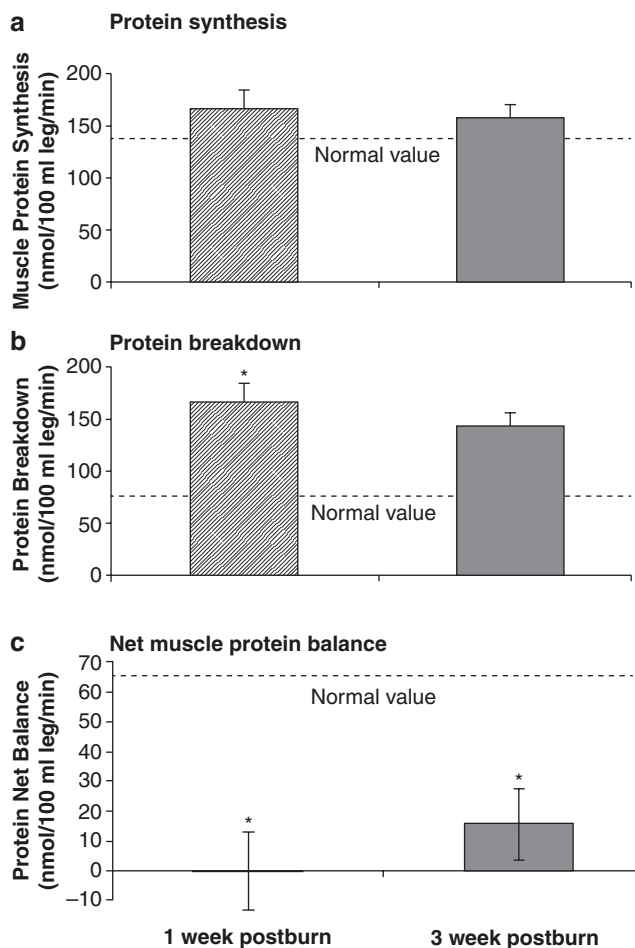 a Protein synthesis
Muscle Protein Synthesis
(nmol/100 ml leg/min)
200
150
100
50
0
Normal value
b Protein breakdown
Protein Breakdown
(nmol/100 ml leg/min)
200
*
150
100
50
0
Normal value
c Net muscle protein balance
Protein Net Balance
(nmol/100 ml leg/min)
70
60
50
40
30
20
10
0
–10
Normal value
*
*
1 week postburn
3 week postburn